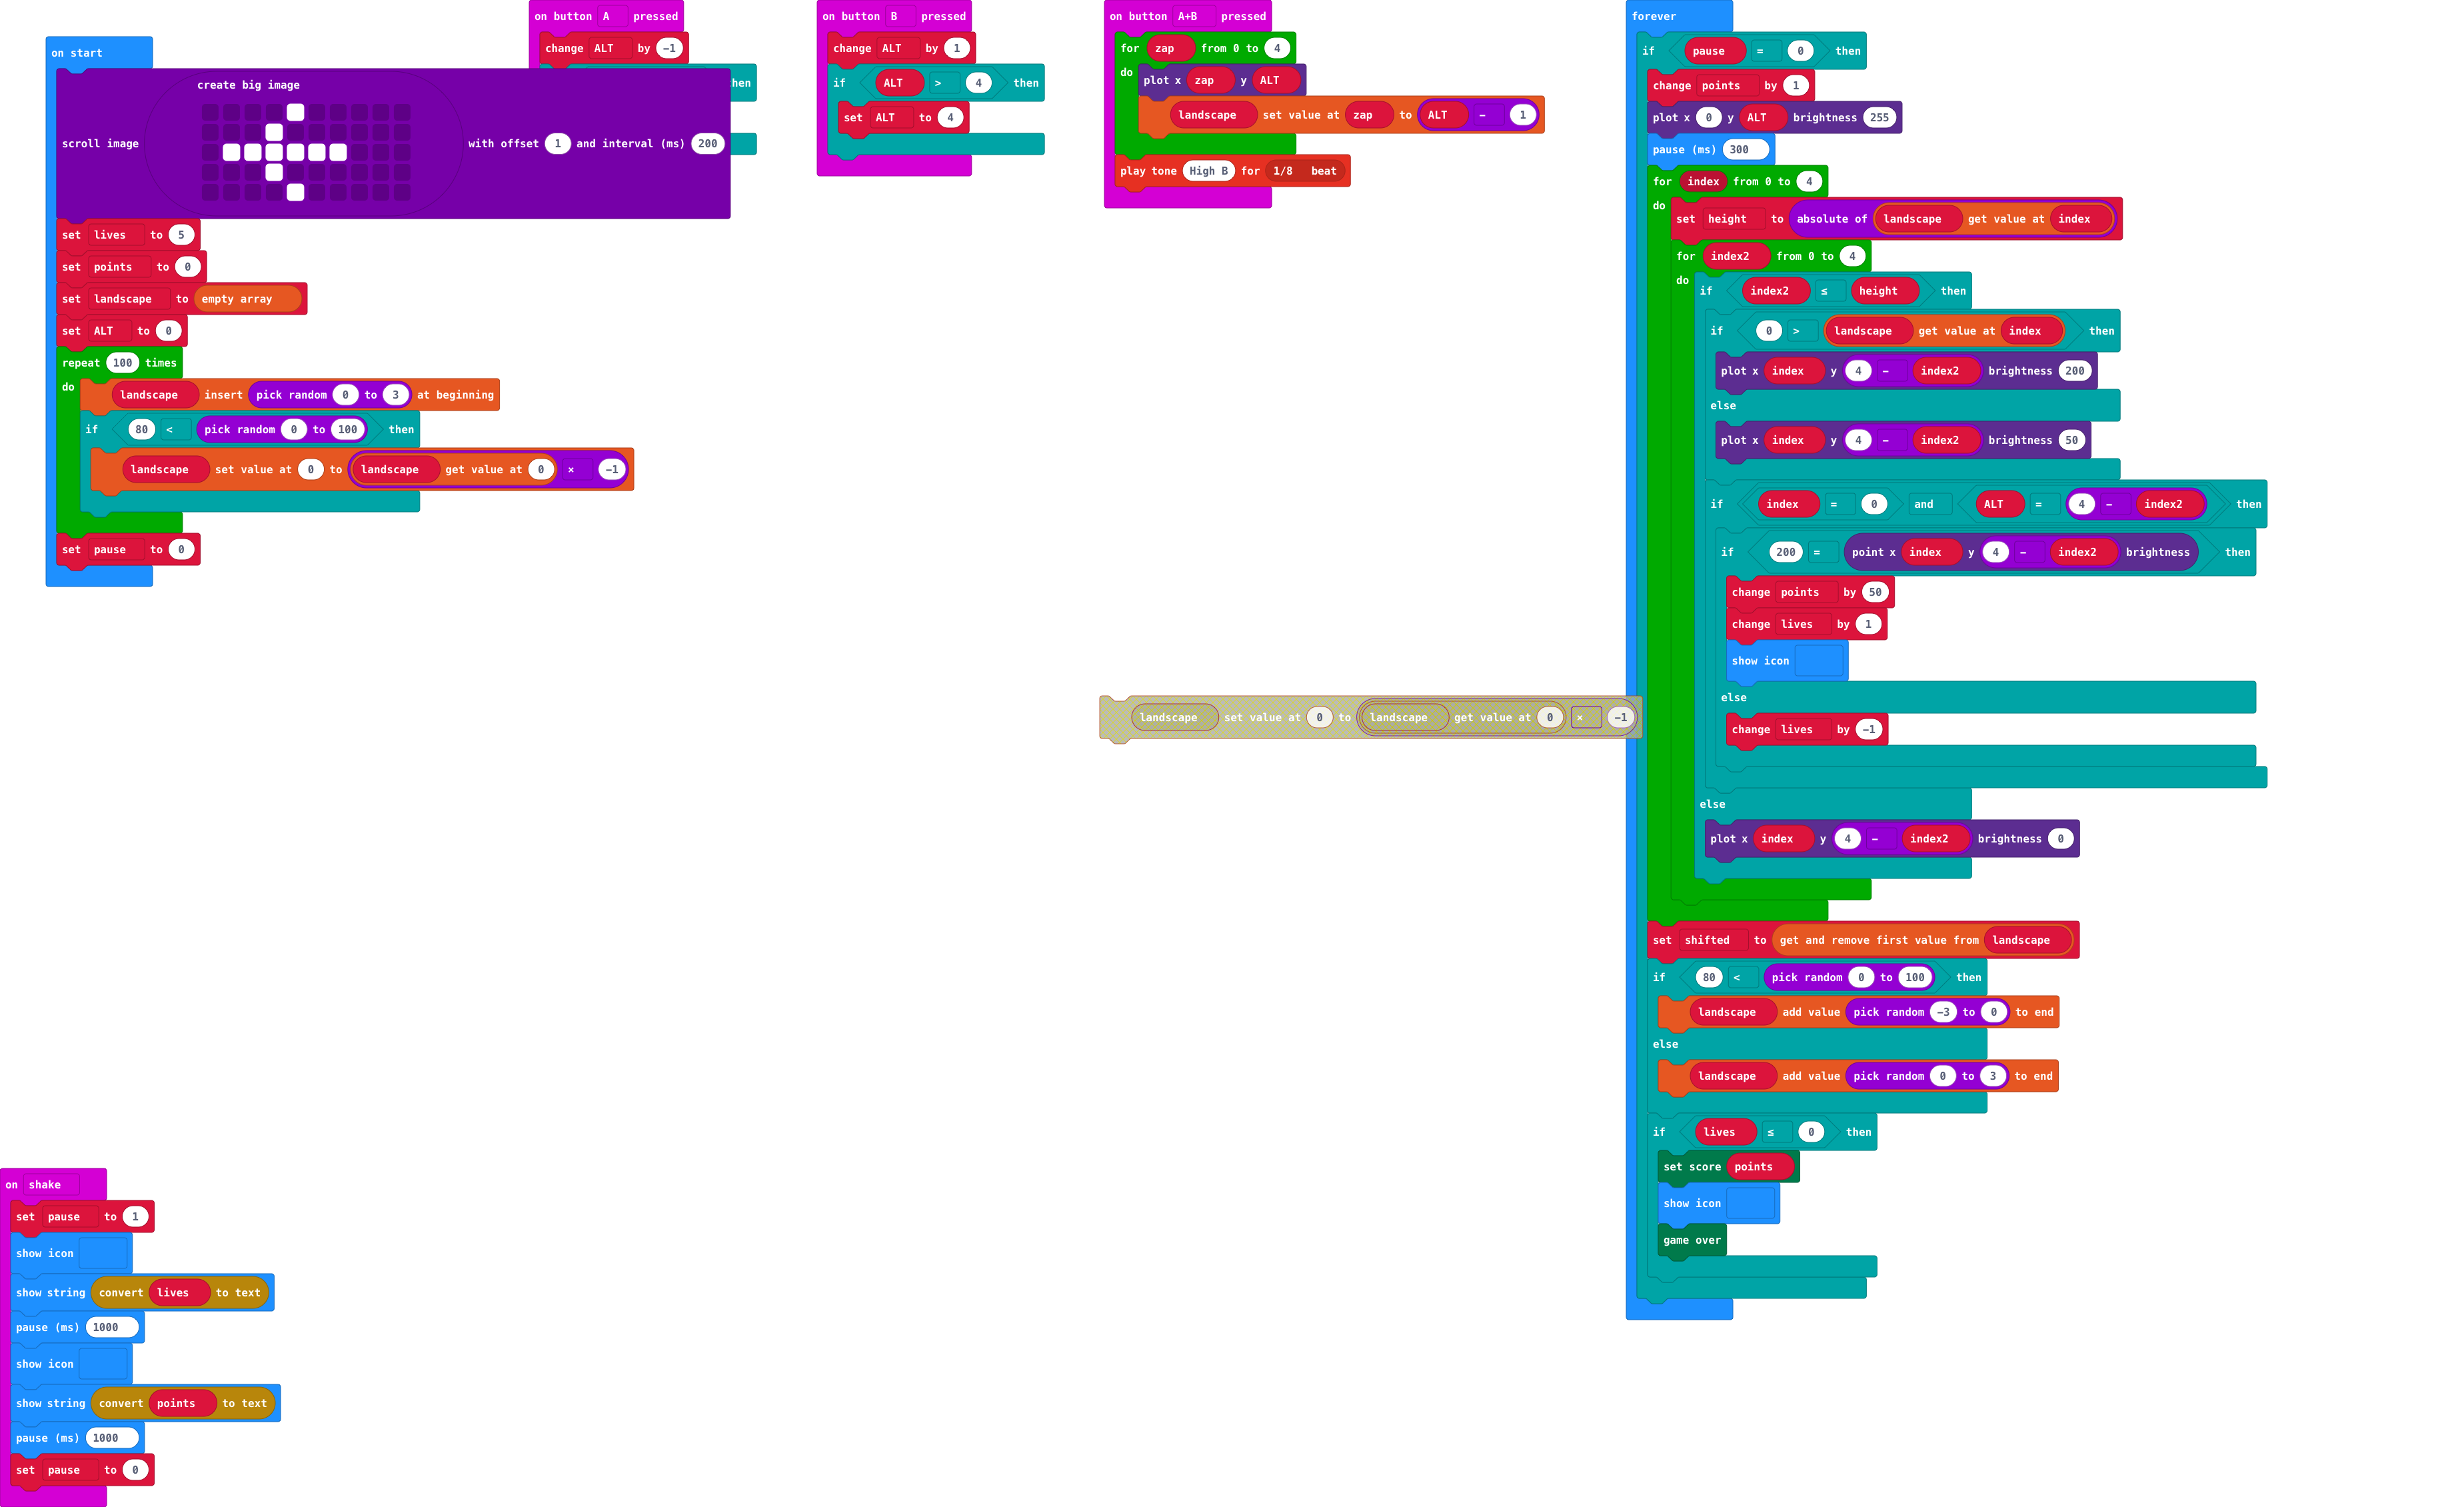 on start
create big image
scroll image with offset 1 and interval (ms) 200
set lives to 5
set points to 0
set landscape to empty array
set ALT to 0
repeat 100 times
do
landscape insert pick random 0 to 3 at beginning
if 80 < pick random 0 to 100 then
landscape set value at 0 to landscape get value at 0 × −1
set pause to 0
on button A pressed
change ALT by −1
hen
on button B pressed
change ALT by 1
if ALT > 4 then
set ALT to 4
on button A+B pressed
for zap from 0 to 4
do
plot x zap y ALT
landscape set value at zap to ALT − 1
play tone High B for 1/8 beat
landscape set value at 0 to landscape get value at 0 × −1
forever
if pause = 0 then
change points by 1
plot x 0 y ALT brightness 255
pause (ms) 300
for index from 0 to 4
do
set height to absolute of landscape get value at index
for index2 from 0 to 4
do
if index2 ≤ height then
if 0 > landscape get value at index then
plot x index y 4 − index2 brightness 200
else
plot x index y 4 − index2 brightness 50
if index = 0 and ALT = 4 − index2 then
if 200 = point x index y 4 − index2 brightness then
change points by 50
change lives by 1
show icon
else
change lives by −1
else
plot x index y 4 − index2 brightness 0
set shifted to get and remove first value from landscape
if 80 < pick random 0 to 100 then
landscape add value pick random −3 to 0 to end
else
landscape add value pick random 0 to 3 to end
if lives ≤ 0 then
set score points
show icon
game over
on shake
set pause to 1
show icon
show string convert lives to text
pause (ms) 1000
show icon
show string convert points to text
pause (ms) 1000
set pause to 0